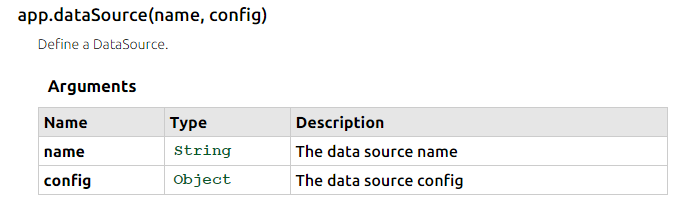 app.dataSource(name, config)
Define a DataSource.
Arguments
Name Type Description
name String The data source name
config Object The data source config